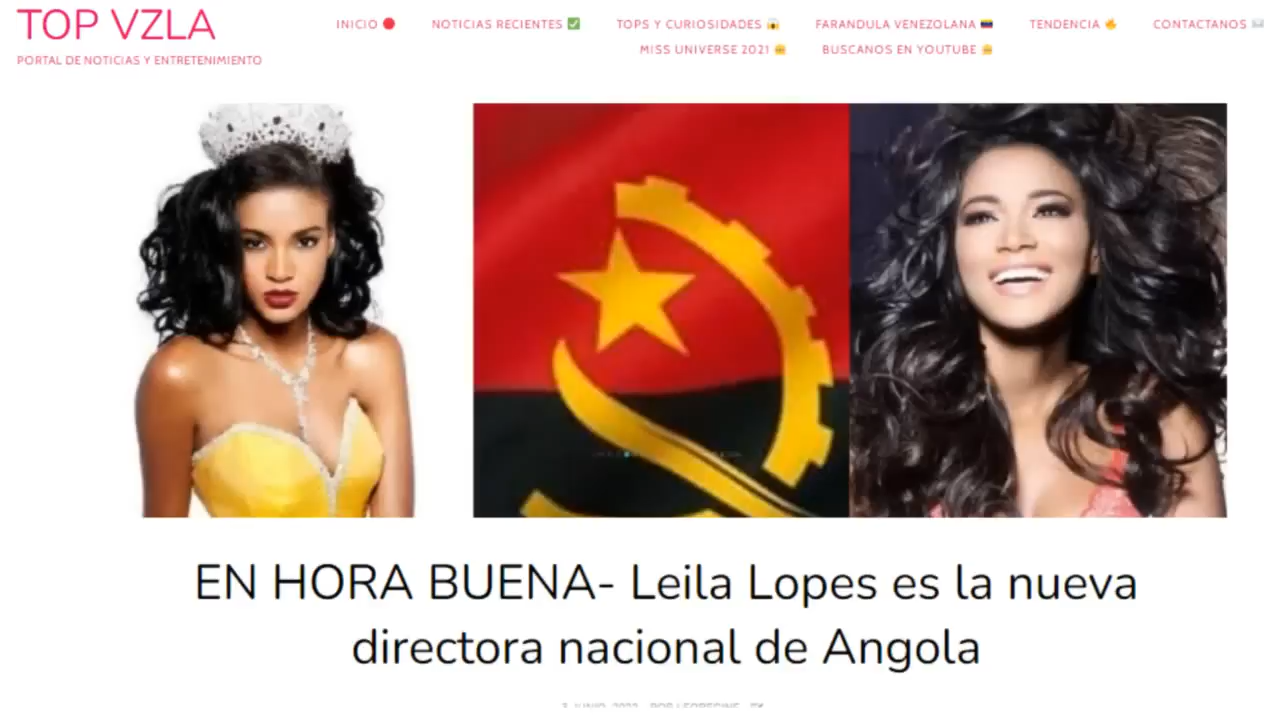 TOP VZLA
PORTAL DE NOTICIAS Y ENTRETENIMIENTO
INICIO 🔴 NOTICIAS RECIENTES ✅ TOPS Y CURIOSIDADES 😱 FARANDULA VENEZOLANA 🇻🇪 TENDENCIA 🔥 CONTACTANOS ✉️
MISS UNIVERSE 2021 BUSCANOS EN YOUTUBE
EN HORA BUENA- Leila Lopes es la nueva
directora nacional de Angola